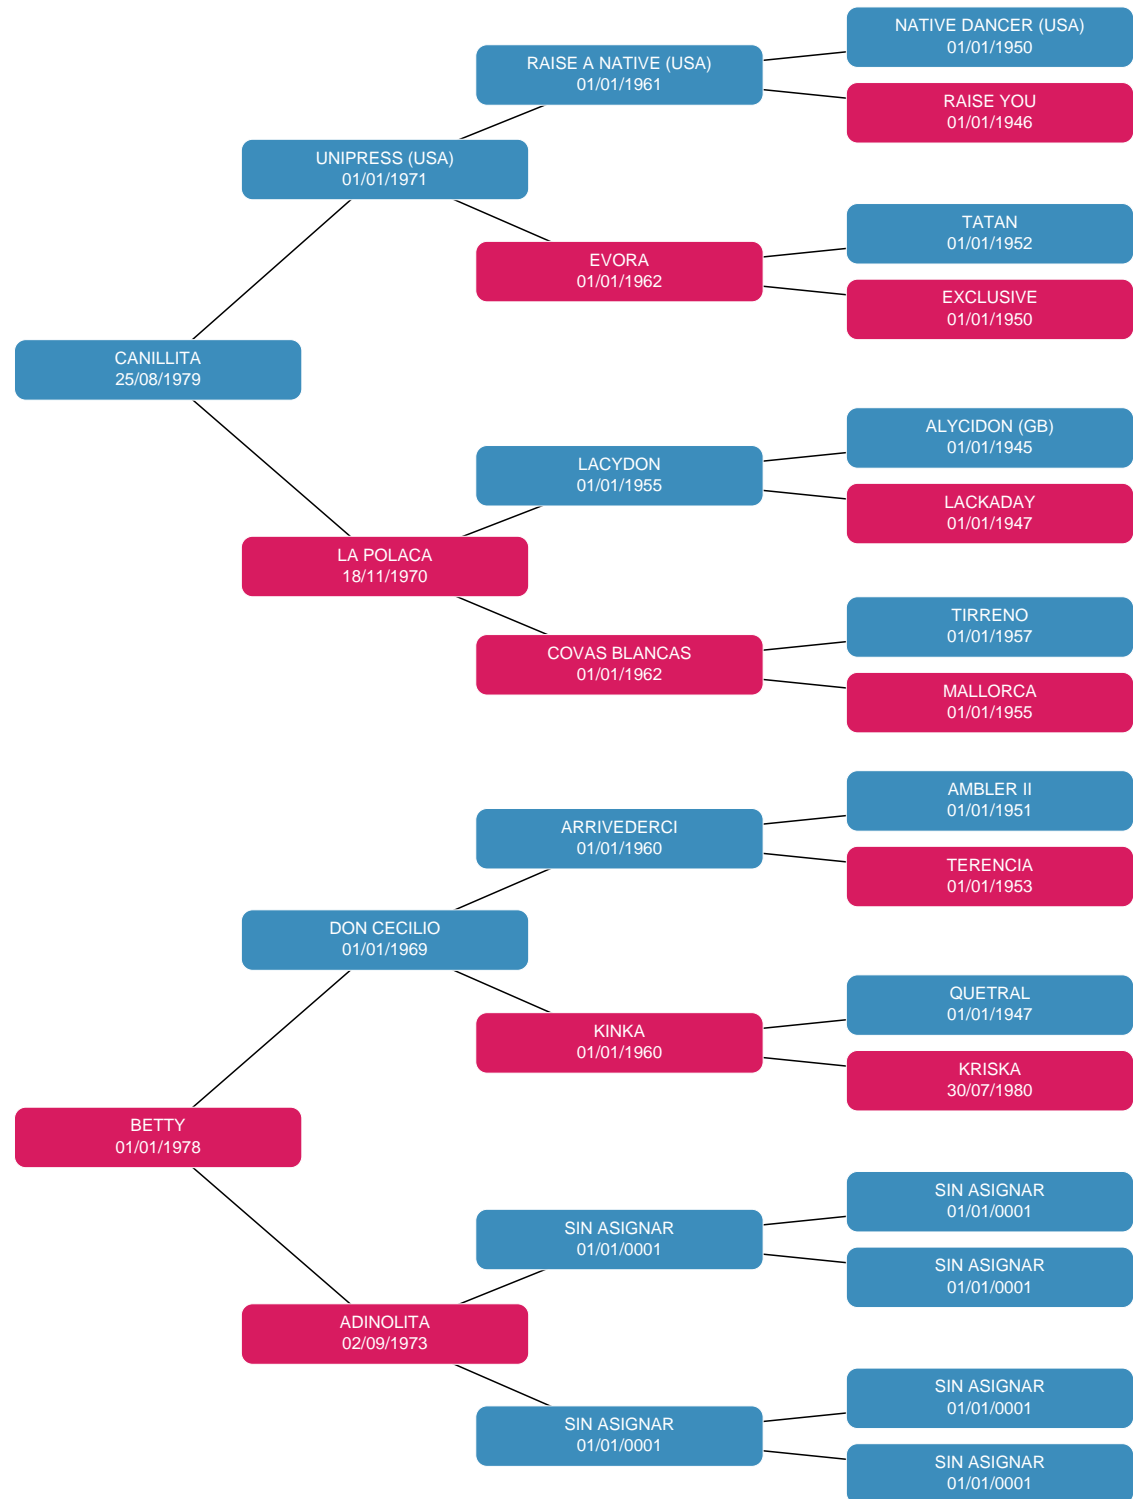 NATIVE DANCER (USA)
01/01/1950
RAISE A NATIVE (USA)
01/01/1961
RAISE YOU
01/01/1946
UNIPRESS (USA)
01/01/1971
TATAN
01/01/1952
EVORA
01/01/1962
EXCLUSIVE
01/01/1950
CANILLITA
25/08/1979
ALYCIDON (GB)
01/01/1945
LACYDON
01/01/1955
LACKADAY
01/01/1947
LA POLACA
18/11/1970
TIRRENO
01/01/1957
COVAS BLANCAS
01/01/1962
MALLORCA
01/01/1955
AMBLER II
01/01/1951
ARRIVEDERCI
01/01/1960
TERENCIA
01/01/1953
DON CECILIO
01/01/1969
QUETRAL
01/01/1947
KINKA
01/01/1960
KRISKA
30/07/1980
BETTY
01/01/1978
SIN ASIGNAR
01/01/0001
SIN ASIGNAR
01/01/0001
SIN ASIGNAR
01/01/0001
ADINOLITA
02/09/1973
SIN ASIGNAR
01/01/0001
SIN ASIGNAR
01/01/0001
SIN ASIGNAR
01/01/0001